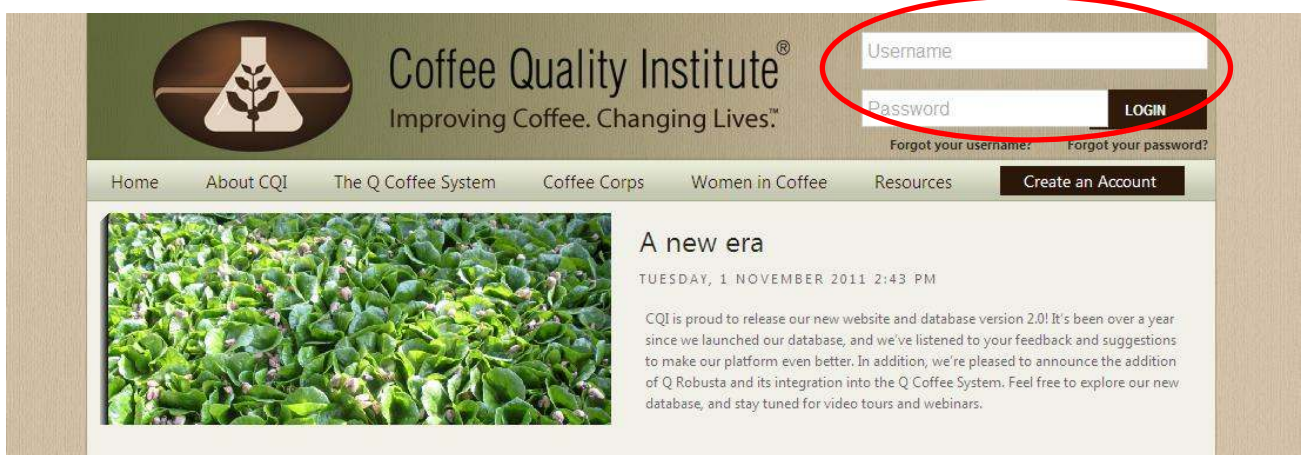 Coffee Quality Institute®
Improving Coffee. Changing Lives.™
Username
Password
LOGIN
Forgot your username?
Forgot your password?
Home
About CQI
The Q Coffee System
Coffee Corps
Women in Coffee
Resources
Create an Account
A new era
TUESDAY, 1 NOVEMBER 2011 2:43 PM
CQI is proud to release our new website and database version 2.0! It's been over a year
since we launched our database, and we've listened to your feedback and suggestions
to make our platform even better. In addition, we're pleased to announce the addition
of Q Robusta and its integration into the Q Coffee System. Feel free to explore our new
database, and stay tuned for video tours and webinars.